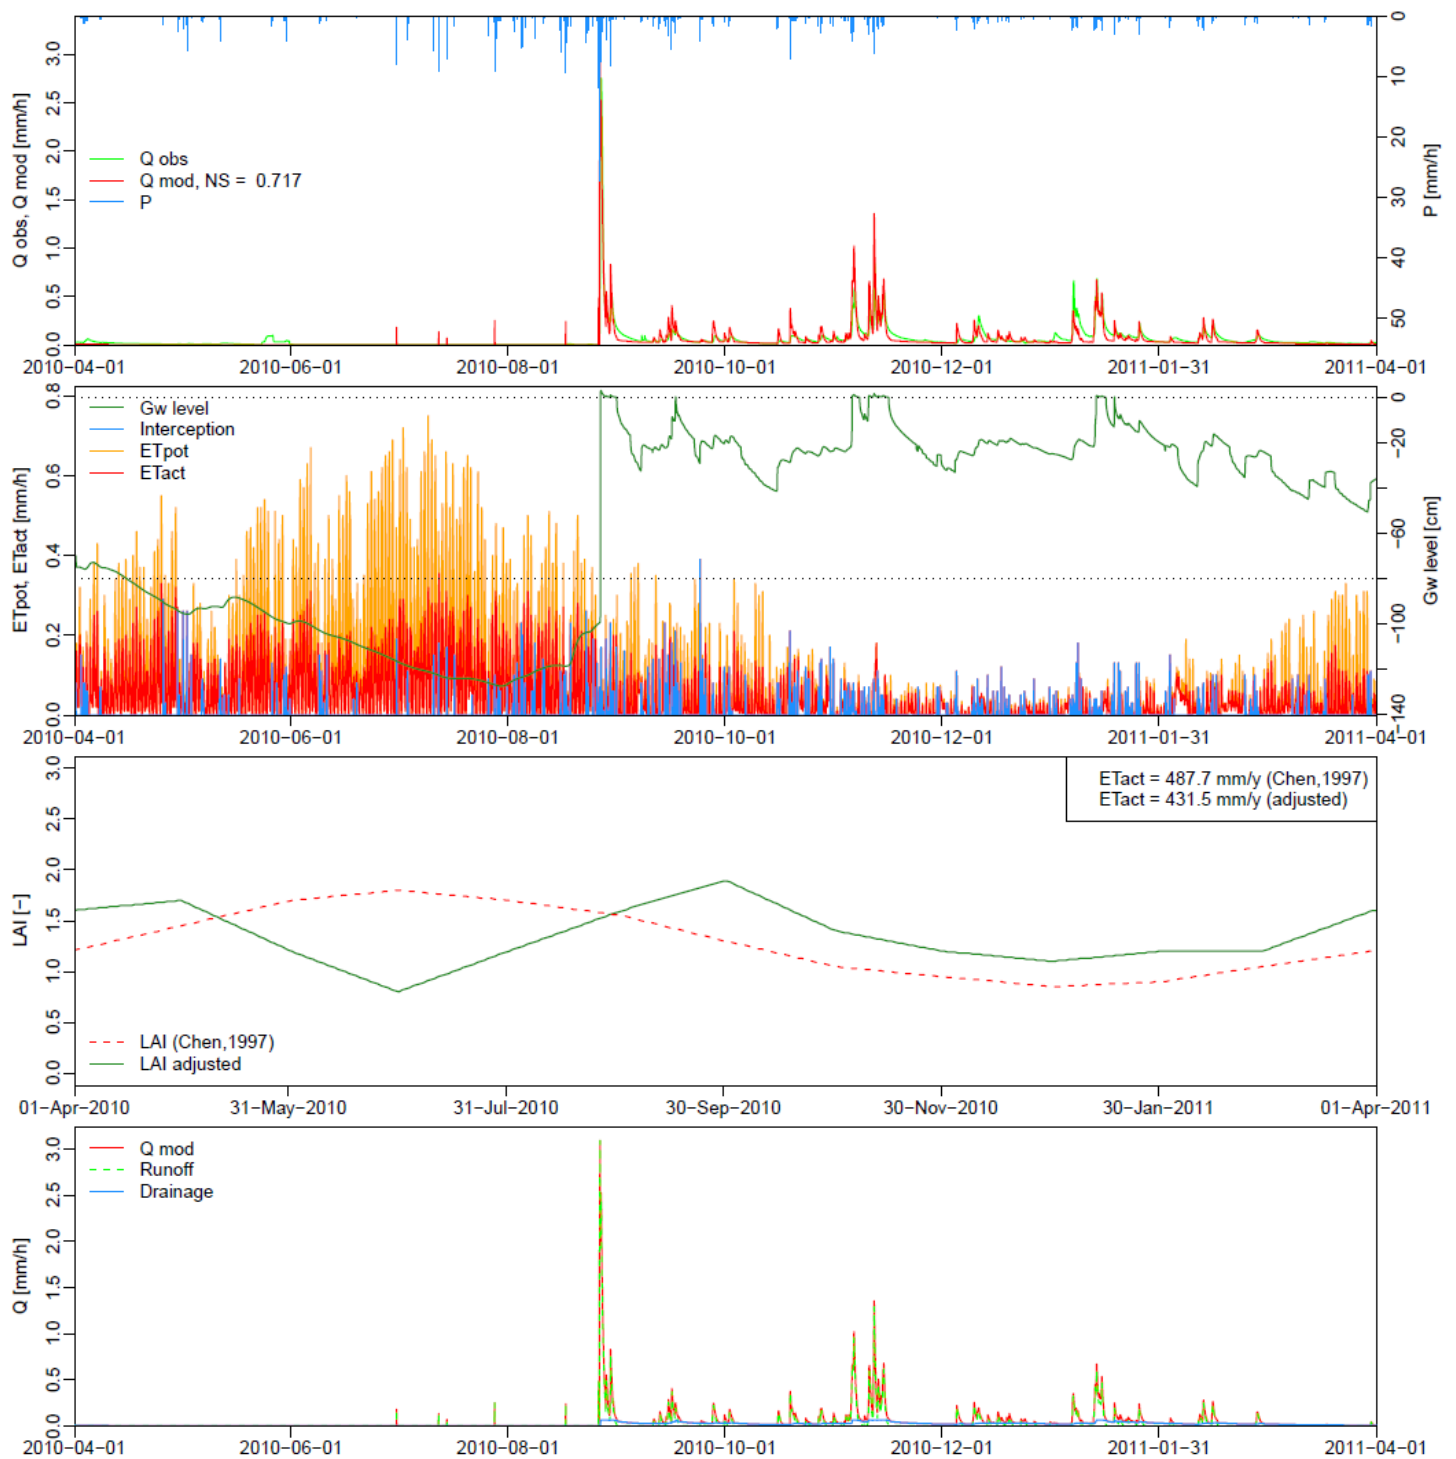 Q obs, Q mod [mm/h]
0.0 0.5 1.0 1.5 2.0 2.5 3.0
Q obs
Q mod, NS = 0.717
P
0 10 20 30 40 50
P [mm/h]
2010-04-01 2010-06-01 2010-08-01 2010-10-01 2010-12-01 2011-01-31 2011-04-01
ETpot, ETact [mm/h]
0.0 0.2 0.4 0.6 0.8
Gw level
Interception
ETpot
ETact
0 -20 -60 -100 -140
Gw level [cm]
2010-04-01 2010-06-01 2010-08-01 2010-10-01 2010-12-01 2011-01-31 2011-04-01
LAI [-]
0.0 0.5 1.0 1.5 2.0 2.5 3.0
ETact = 487.7 mm/y (Chen,1997)
ETact = 431.5 mm/y (adjusted)
LAI (Chen,1997)
LAI adjusted
01-Apr-2010 31-May-2010 31-Jul-2010 30-Sep-2010 30-Nov-2010 30-Jan-2011 01-Apr-2011
Q [mm/h]
0.0 0.5 1.0 1.5 2.0 2.5 3.0
Q mod
Runoff
Drainage
2010-04-01 2010-06-01 2010-08-01 2010-10-01 2010-12-01 2011-01-31 2011-04-01